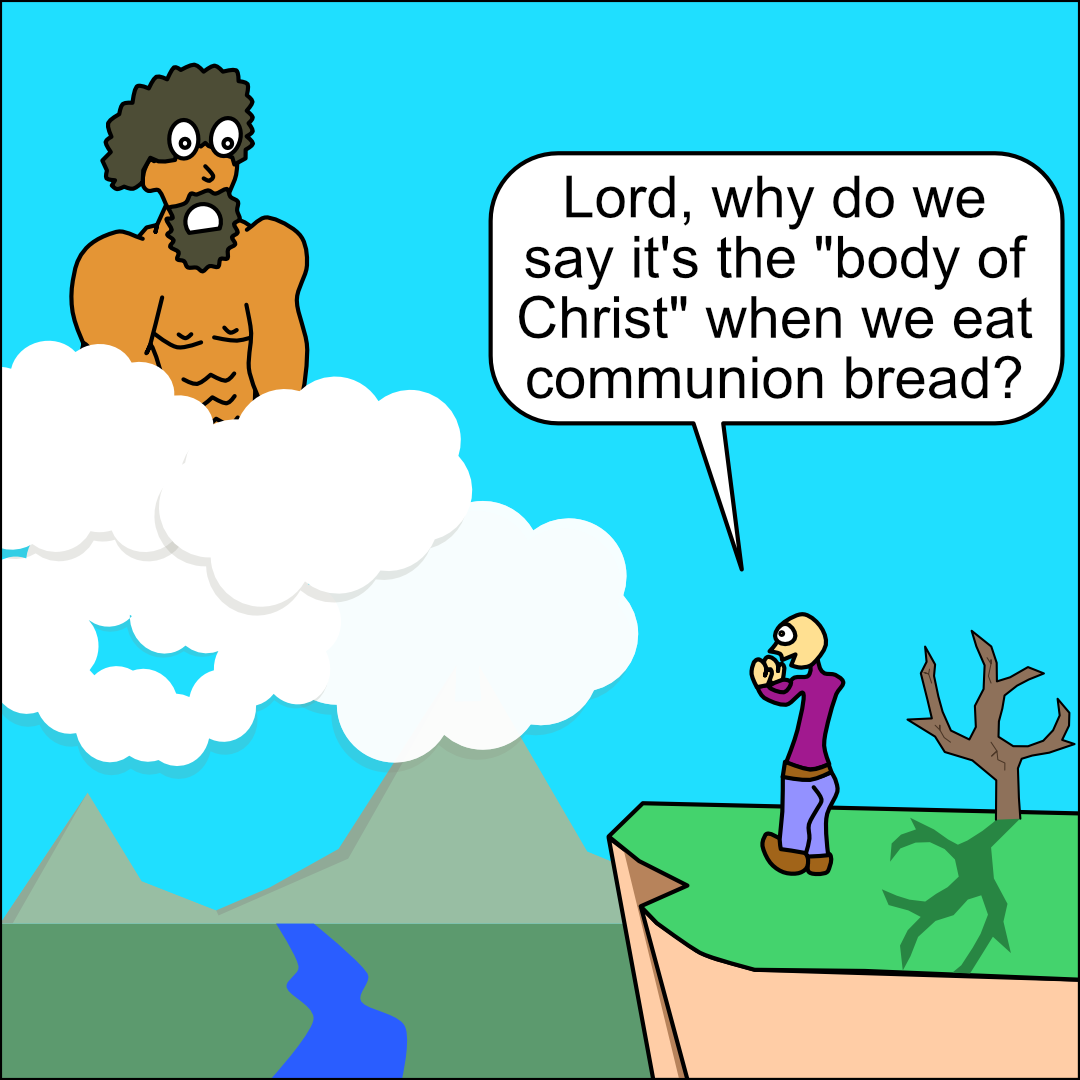 Lord, why do we
say it's the "body of
Christ" when we eat
communion bread?